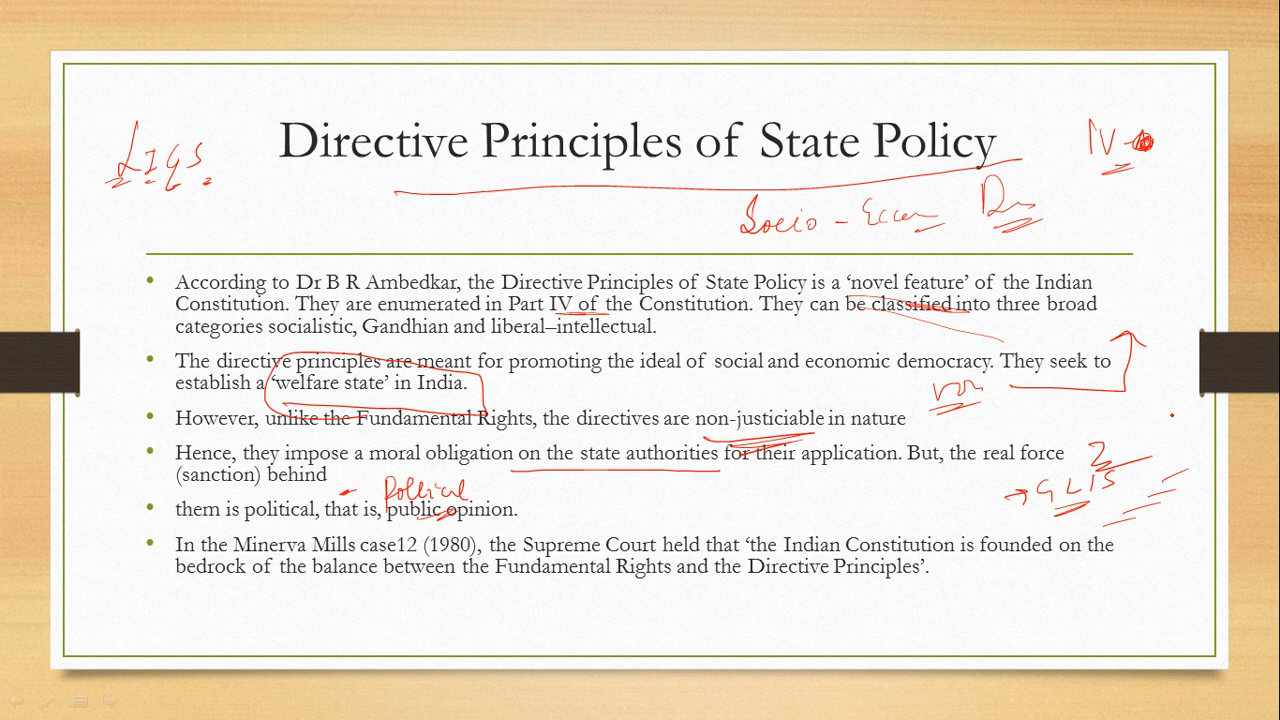 Directive Principles of State Policy
LIGS
IV
Socio - Econ
• According to Dr B R Ambedkar, the Directive Principles of State Policy is a ‘novel feature’ of the Indian
Constitution. They are enumerated in Part IV of the Constitution. They can be classified into three broad
categories socialistic, Gandhian and liberal–intellectual.
• The directive principles are meant for promoting the ideal of social and economic democracy. They seek to
establish a ‘welfare state’ in India.
• However, unlike the Fundamental Rights, the directives are non-justiciable in nature
• Hence, they impose a moral obligation on the state authorities for their application. But, the real force
(sanction) behind
Political
GLIS
• them is political, that is, public opinion.
• In the Minerva Mills case12 (1980), the Supreme Court held that ‘the Indian Constitution is founded on the
bedrock of the balance between the Fundamental Rights and the Directive Principles’.